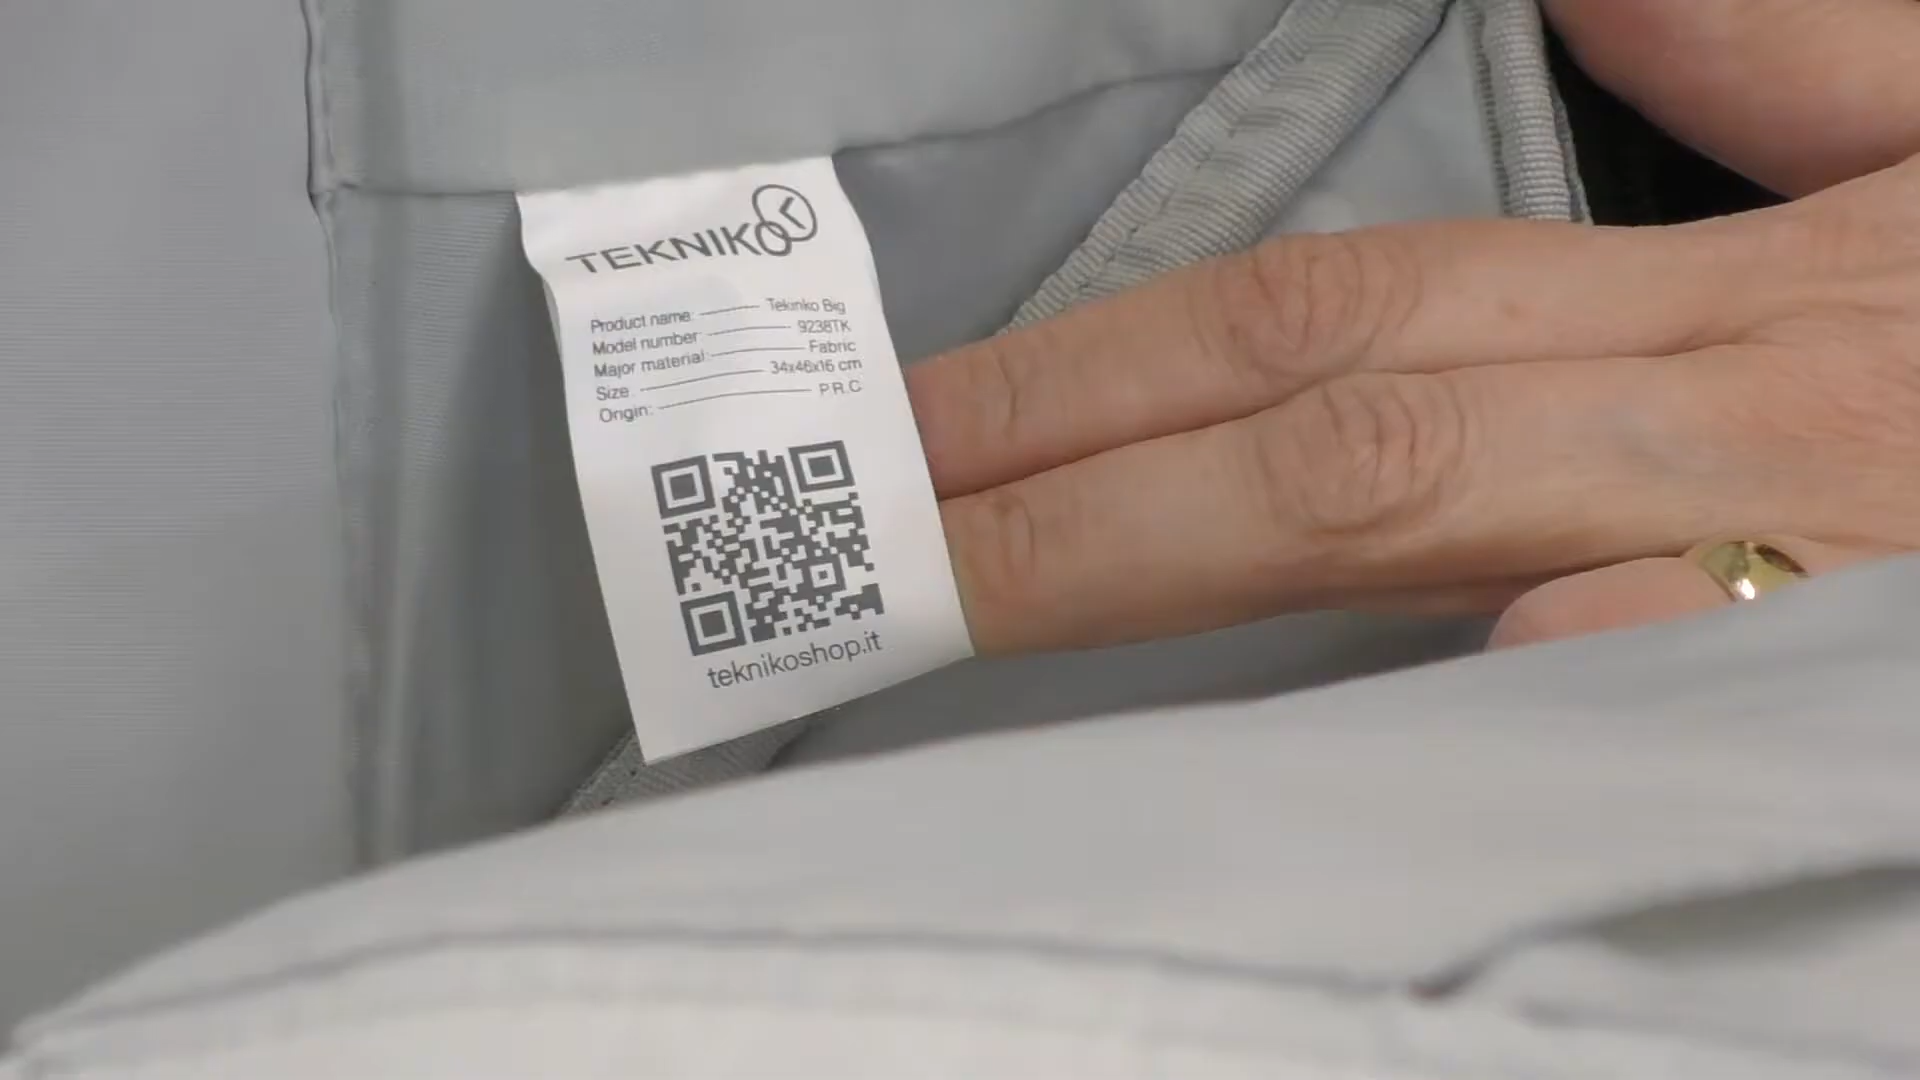 TEKNIKO
Product name: Tekinko Big
Model number: 9238TK
Major material: Fabric
Size 34x46x16 cm
Origin: P.R.C
teknikoshop.it